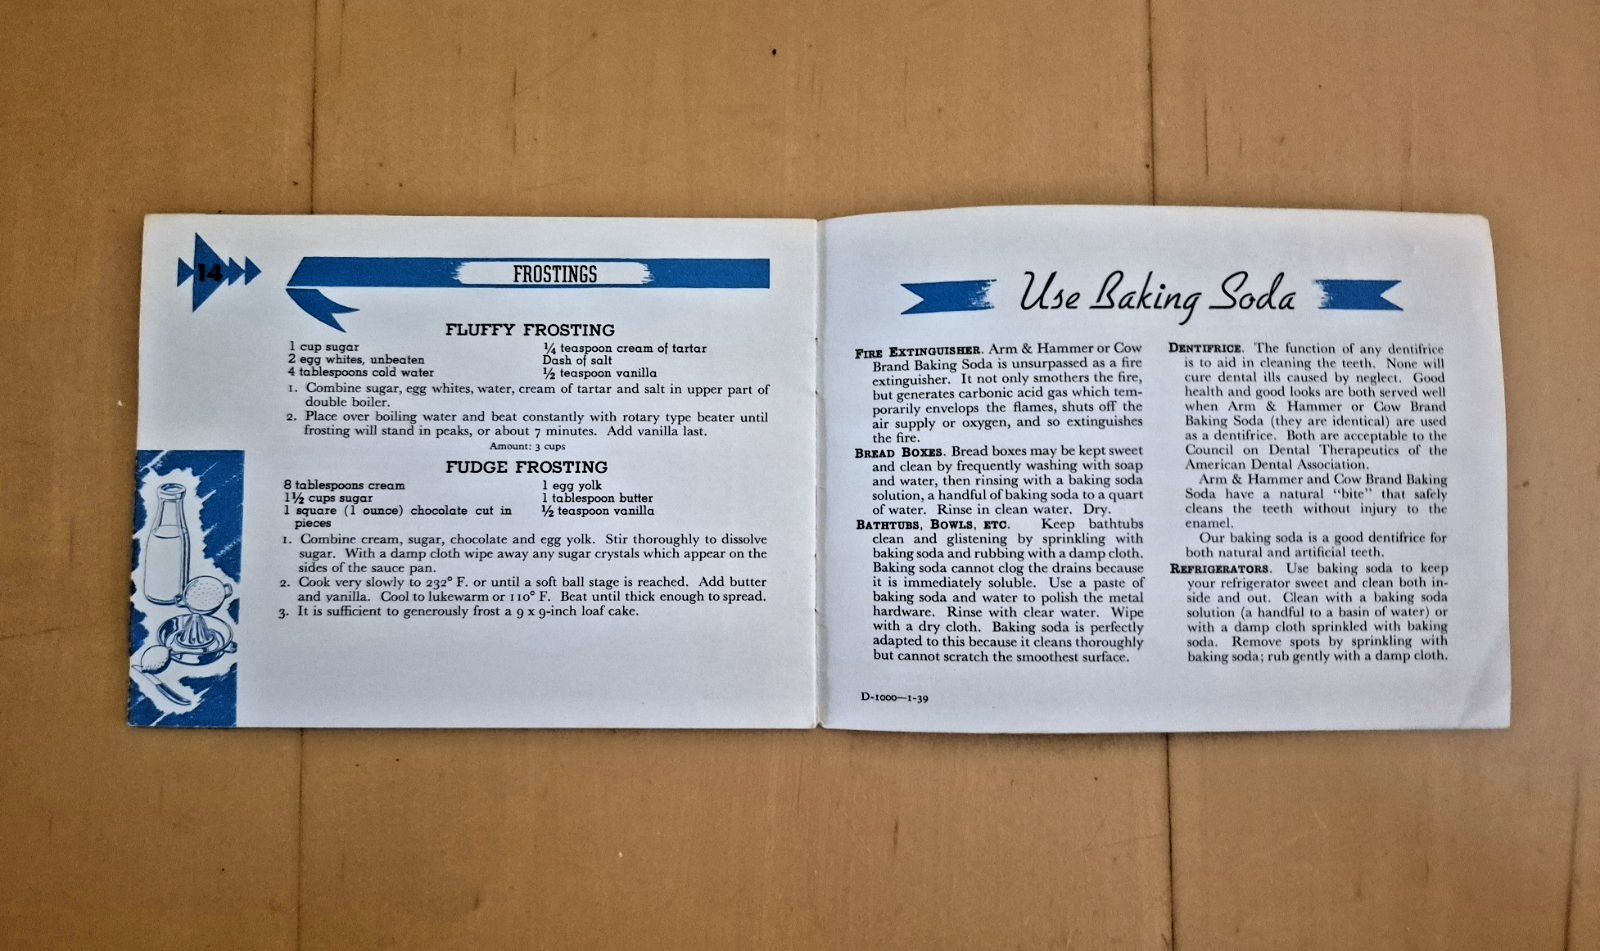 14
FROSTINGS
FLUFFY FROSTING
1 cup sugar
2 egg whites, unbeaten
4 tablespoons cold water
¼ teaspoon cream of tartar
Dash of salt
½ teaspoon vanilla
1. Combine sugar, egg whites, water, cream of tartar and salt in upper part of
double boiler.
2. Place over boiling water and beat constantly with rotary type beater until
frosting will stand in peaks, or about 7 minutes. Add vanilla last.
Amount: 3 cups
FUDGE FROSTING
8 tablespoons cream
1½ cups sugar
1 square (1 ounce) chocolate cut in
pieces
1 egg yolk
1 tablespoon butter
½ teaspoon vanilla
1. Combine cream, sugar, chocolate and egg yolk. Stir thoroughly to dissolve
sugar. With a damp cloth wipe away any sugar crystals which appear on the
sides of the sauce pan.
2. Cook very slowly to 232° F. or until a soft ball stage is reached. Add butter
and vanilla. Cool to lukewarm or 110° F. Beat until thick enough to spread.
3. It is sufficient to generously frost a 9 x 9-inch loaf cake.
Use Baking Soda
FIRE EXTINGUISHER. Arm & Hammer or Cow
Brand Baking Soda is unsurpassed as a fire
extinguisher. It not only smothers the fire,
but generates carbonic acid gas which tem-
porarily envelops the flames, shuts off the
air supply or oxygen, and so extinguishes
the fire.
BREAD BOXES. Bread boxes may be kept sweet
and clean by frequently washing with soap
and water, then rinsing with a baking soda
solution, a handful of baking soda to a quart
of water. Rinse in clean water. Dry.
BATHTUBS, BOWLS, ETC. Keep bathtubs
clean and glistening by sprinkling with
baking soda and rubbing with a damp cloth.
Baking soda cannot clog the drains because
it is immediately soluble. Use a paste of
baking soda and water to polish the metal
hardware. Rinse with clear water. Wipe
with a dry cloth. Baking soda is perfectly
adapted to this because it cleans thoroughly
but cannot scratch the smoothest surface.
DENTIFRICE. The function of any dentifrice
is to aid in cleaning the teeth. None will
cure dental ills caused by neglect. Good
health and good looks are both served well
when Arm & Hammer or Cow Brand
Baking Soda (they are identical) are used
as a dentifrice. Both are acceptable to the
Council on Dental Therapeutics of the
American Dental Association.
Arm & Hammer and Cow Brand Baking
Soda have a natural "bite" that safely
cleans the teeth without injury to the
enamel.
Our baking soda is a good dentifrice for
both natural and artificial teeth.
REFRIGERATORS. Use baking soda to keep
your refrigerator sweet and clean both in-
side and out. Clean with a baking soda
solution (a handful to a basin of water) or
with a damp cloth sprinkled with baking
soda. Remove spots by sprinkling with
baking soda; rub gently with a damp cloth.
D-1000—1-39